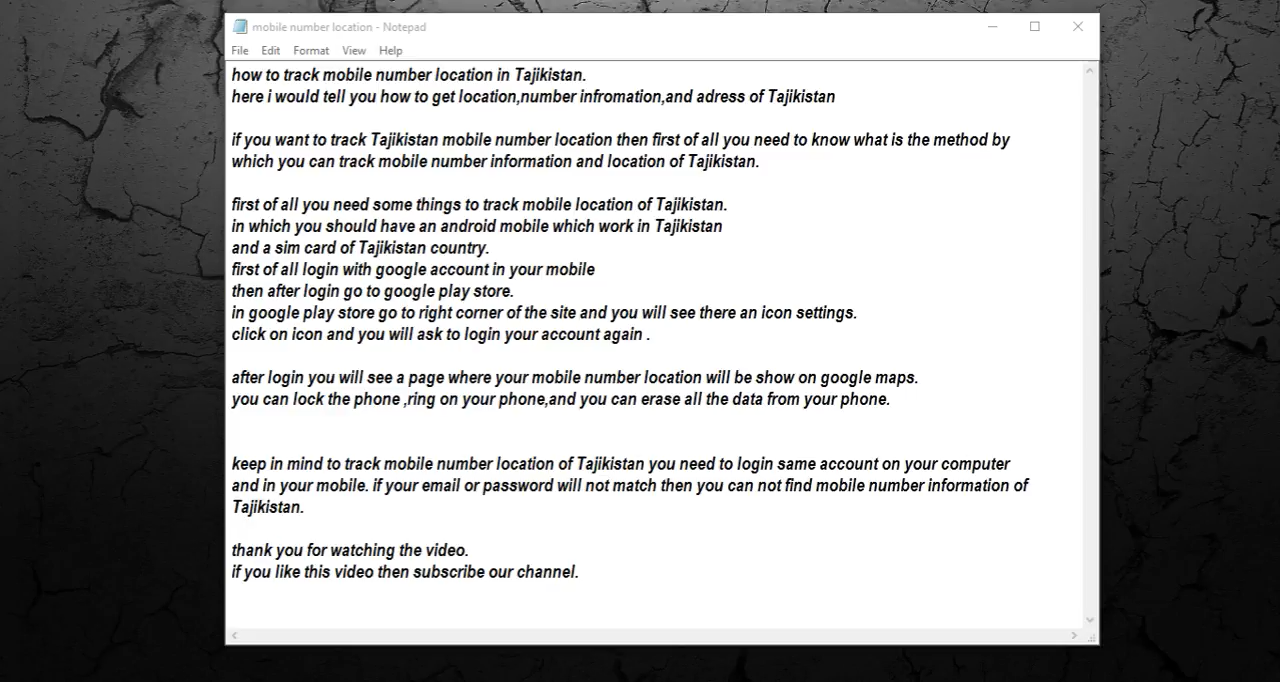 mobile number location - Notepad
File Edit Format View Help
how to track mobile number location in Tajikistan.
here i would tell you how to get location,number infromation,and adress of Tajikistan
if you want to track Tajikistan mobile number location then first of all you need to know what is the method by
which you can track mobile number information and location of Tajikistan.
first of all you need some things to track mobile location of Tajikistan.
in which you should have an android mobile which work in Tajikistan
and a sim card of Tajikistan country.
first of all login with google account in your mobile
then after login go to google play store.
in google play store go to right corner of the site and you will see there an icon settings.
click on icon and you will ask to login your account again .
after login you will see a page where your mobile number location will be show on google maps.
you can lock the phone ,ring on your phone,and you can erase all the data from your phone.
keep in mind to track mobile number location of Tajikistan you need to login same account on your computer
and in your mobile. if your email or password will not match then you can not find mobile number information of
Tajikistan.
thank you for watching the video.
if you like this video then subscribe our channel.